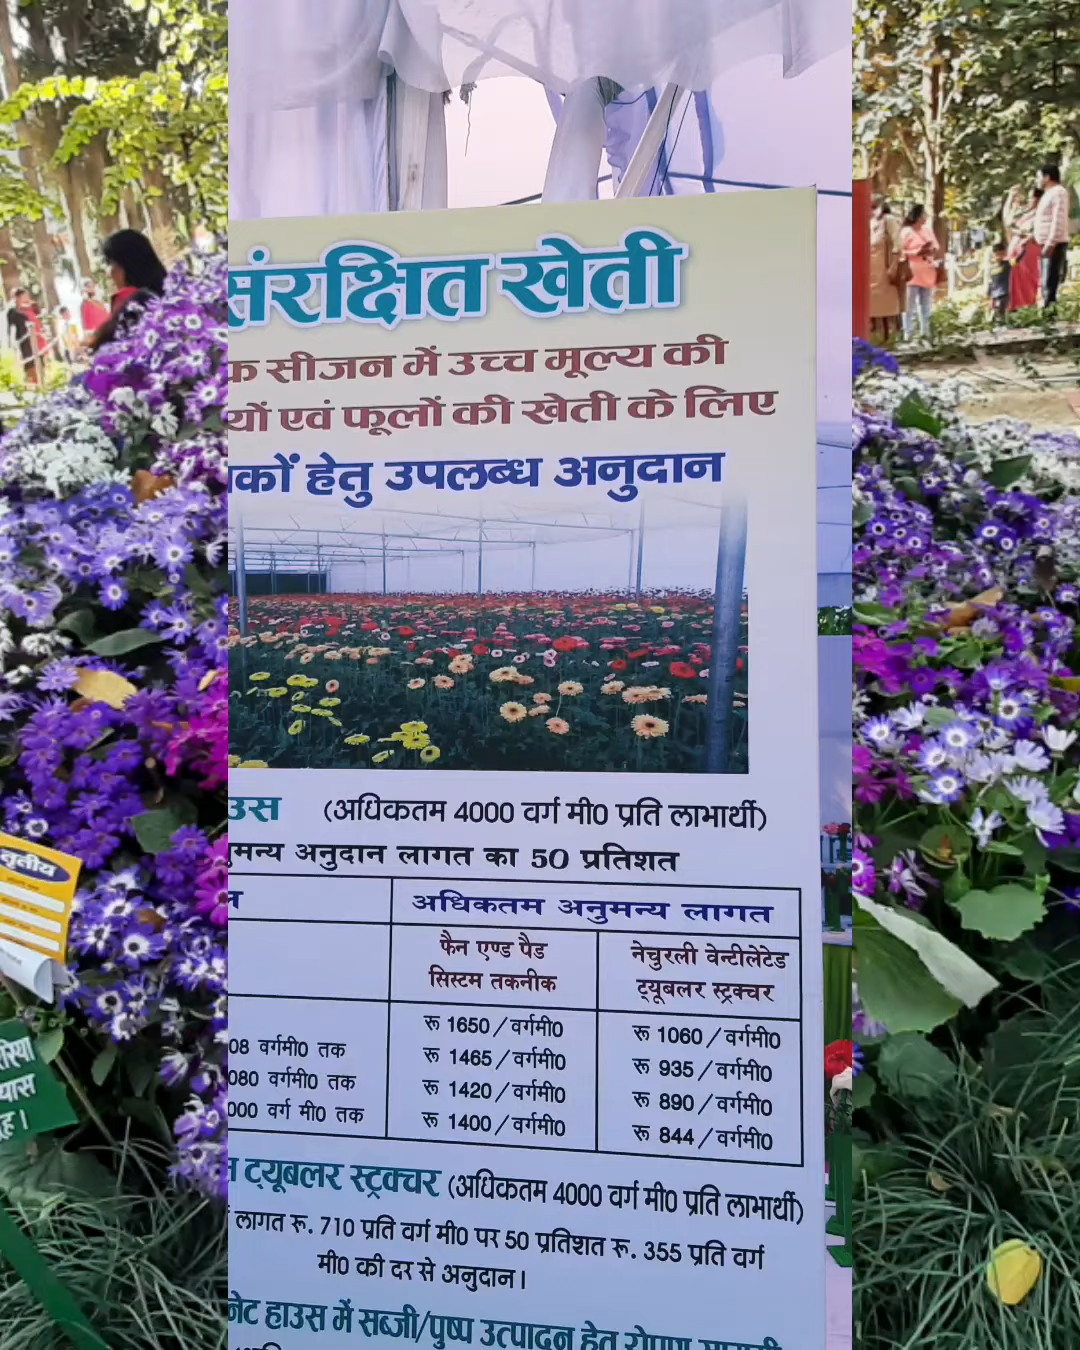 संरक्षित खेती
सीजन में उच्च मूल्य की
एवं फूलों की खेती के लिए
हेतु उपलब्ध अनुदान
(अधिकतम 4000 वर्ग मी0 प्रति लाभार्थी)
अनुदान लागत का 50 प्रतिशत
अधिकतम अनुमन्य लागत
फैन एण्ड पैड
सिस्टम तकनीक
नेचुरली वेन्टीलेटेड
ट्यूबलर स्ट्रक्चर
रू 1650/वर्गमी0 रू 1060/वर्गमी0
08 वर्गमी0 तक रू 1465/वर्गमी0 रू 935/वर्गमी0
080 वर्गमी0 तक रू 1420/वर्गमी0 रू 890/वर्गमी0
000 वर्ग मी0 तक रू 1400/वर्गमी0 रू 844/वर्गमी0
ट्यूबलर स्ट्रक्चर (अधिकतम 4000 वर्ग मी0 प्रति लाभार्थी)
लागत रू. 710 प्रति वर्ग मी0 पर 50 प्रतिशत रू. 355 प्रति वर्ग
मी0 की दर से अनुदान।
नेट हाउस में सब्जी/पुष्प उत्पादन हेतु
तृतीय